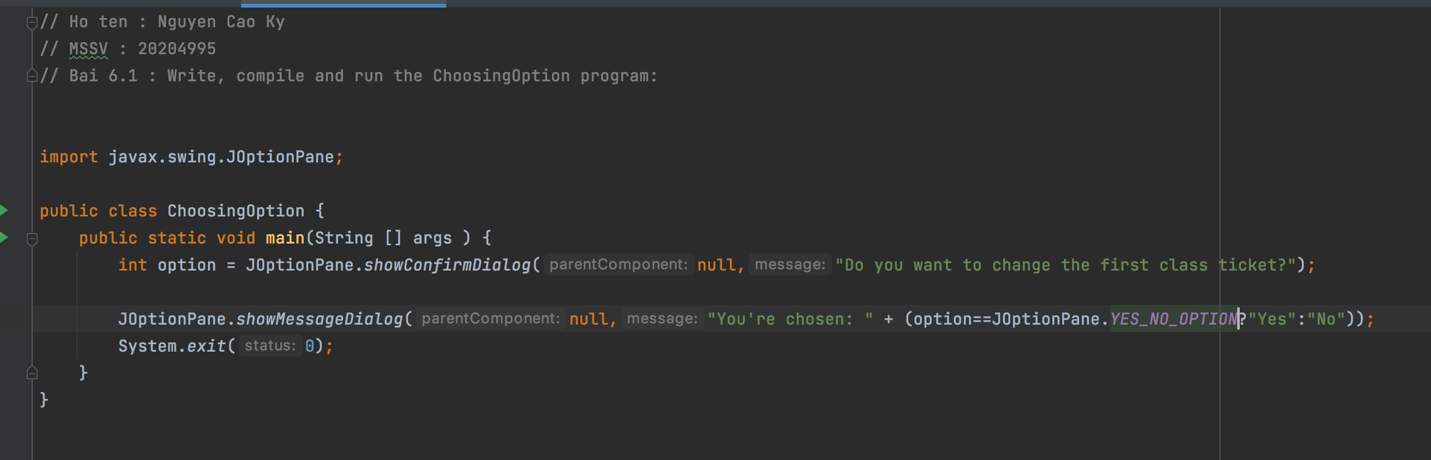 // Ho ten : Nguyen Cao Ky
// MSSV : 20204995
// Bai 6.1 : Write, compile and run the ChoosingOption program:
import javax.swing.JOptionPane;
public class ChoosingOption {
public static void main(String [] args ) {
int option = JOptionPane.showConfirmDialog( parentComponent: null, message: "Do you want to change the first class ticket?");
JOptionPane.showMessageDialog( parentComponent: null, message: "You're chosen: " + (option==JOptionPane.YES_NO_OPTION?"Yes":"No"));
System.exit( status: 0);
}
}